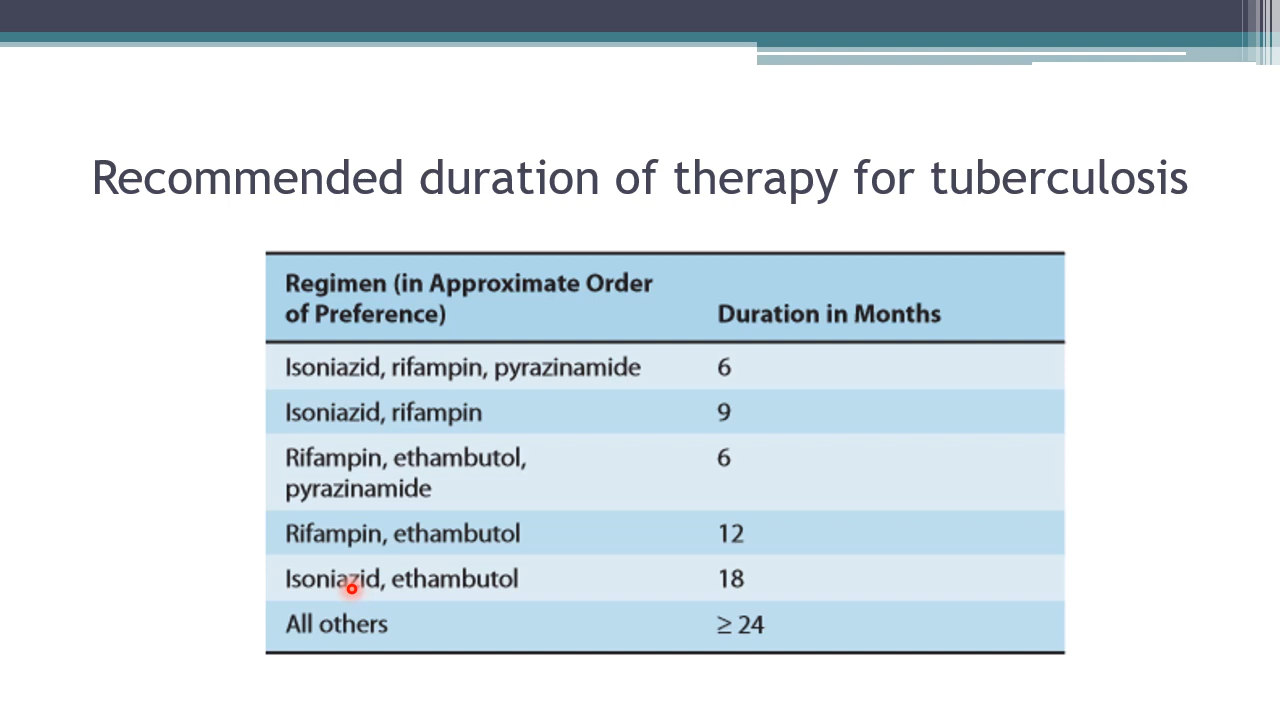 Recommended duration of therapy for tuberculosis
Regimen (in Approximate Order
of Preference) Duration in Months
Isoniazid, rifampin, pyrazinamide 6
Isoniazid, rifampin 9
Rifampin, ethambutol, 6
pyrazinamide
Rifampin, ethambutol 12
Isoniazid, ethambutol 18
All others ≥ 24